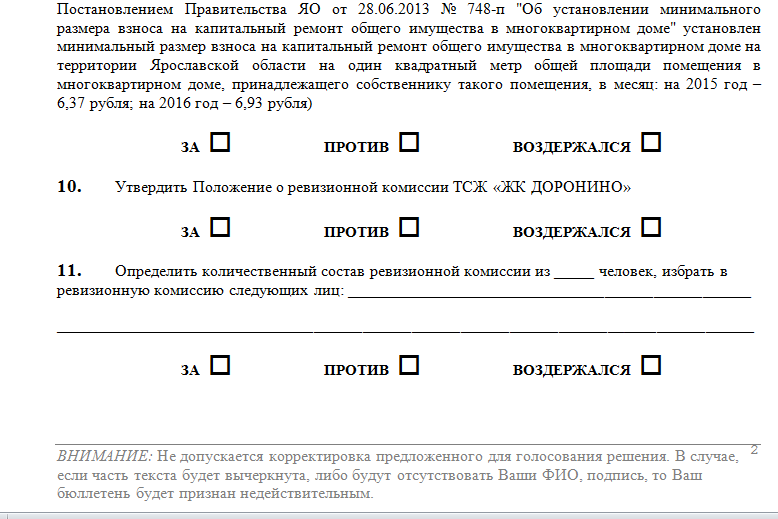 Постановлением Правительства ЯО от 28.06.2013 № 748-п "Об установлении минимального
размера взноса на капитальный ремонт общего имущества в многоквартирном доме" установлен
минимальный размер взноса на капитальный ремонт общего имущества в многоквартирном доме на
территории Ярославской области на один квадратный метр общей площади помещения в
многоквартирном доме, принадлежащего собственнику такого помещения, в месяц: на 2015 год –
6,37 рубля; на 2016 год – 6,93 рубля)
ЗА ☐ ПРОТИВ ☐ ВОЗДЕРЖАЛСЯ ☐
10. Утвердить Положение о ревизионной комиссии ТСЖ «ЖК ДОРОНИНО»
ЗА ☐ ПРОТИВ ☐ ВОЗДЕРЖАЛСЯ ☐
11. Определить количественный состав ревизионной комиссии из _____ человек, избрать в
ревизионную комиссию следующих лиц: ________________________________________________
ЗА ☐ ПРОТИВ ☐ ВОЗДЕРЖАЛСЯ ☐
2
ВНИМАНИЕ: Не допускается корректировка предложенного для голосования решения. В случае,
если часть текста будет вычеркнута, либо будут отсутствовать Ваши ФИО, подпись, то Ваш
бюллетень будет признан недействительным.